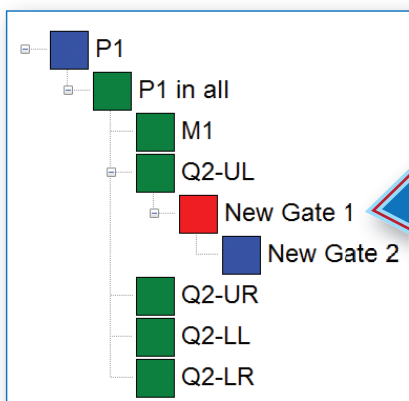 P1
P1 in all
M1
Q2-UL
New Gate 1
New Gate 2
Q2-UR
Q2-LL
Q2-LR